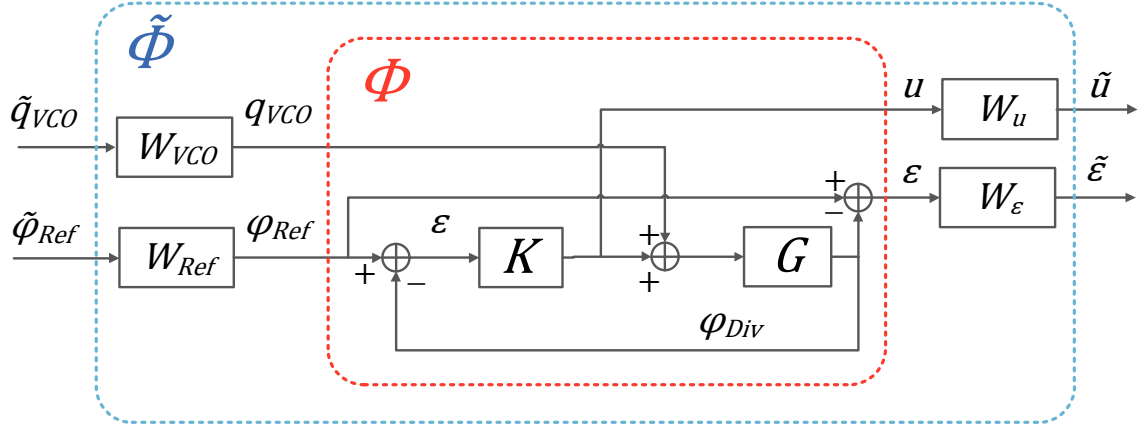 Φ̃
Φ
q̃VCO
qVCO
WVCO
u
Wu
ũ
φ̃Ref
φRef
WRef
ε
K
+
+
G
+
−
ε
Wε
ε̃
+
−
φDiv